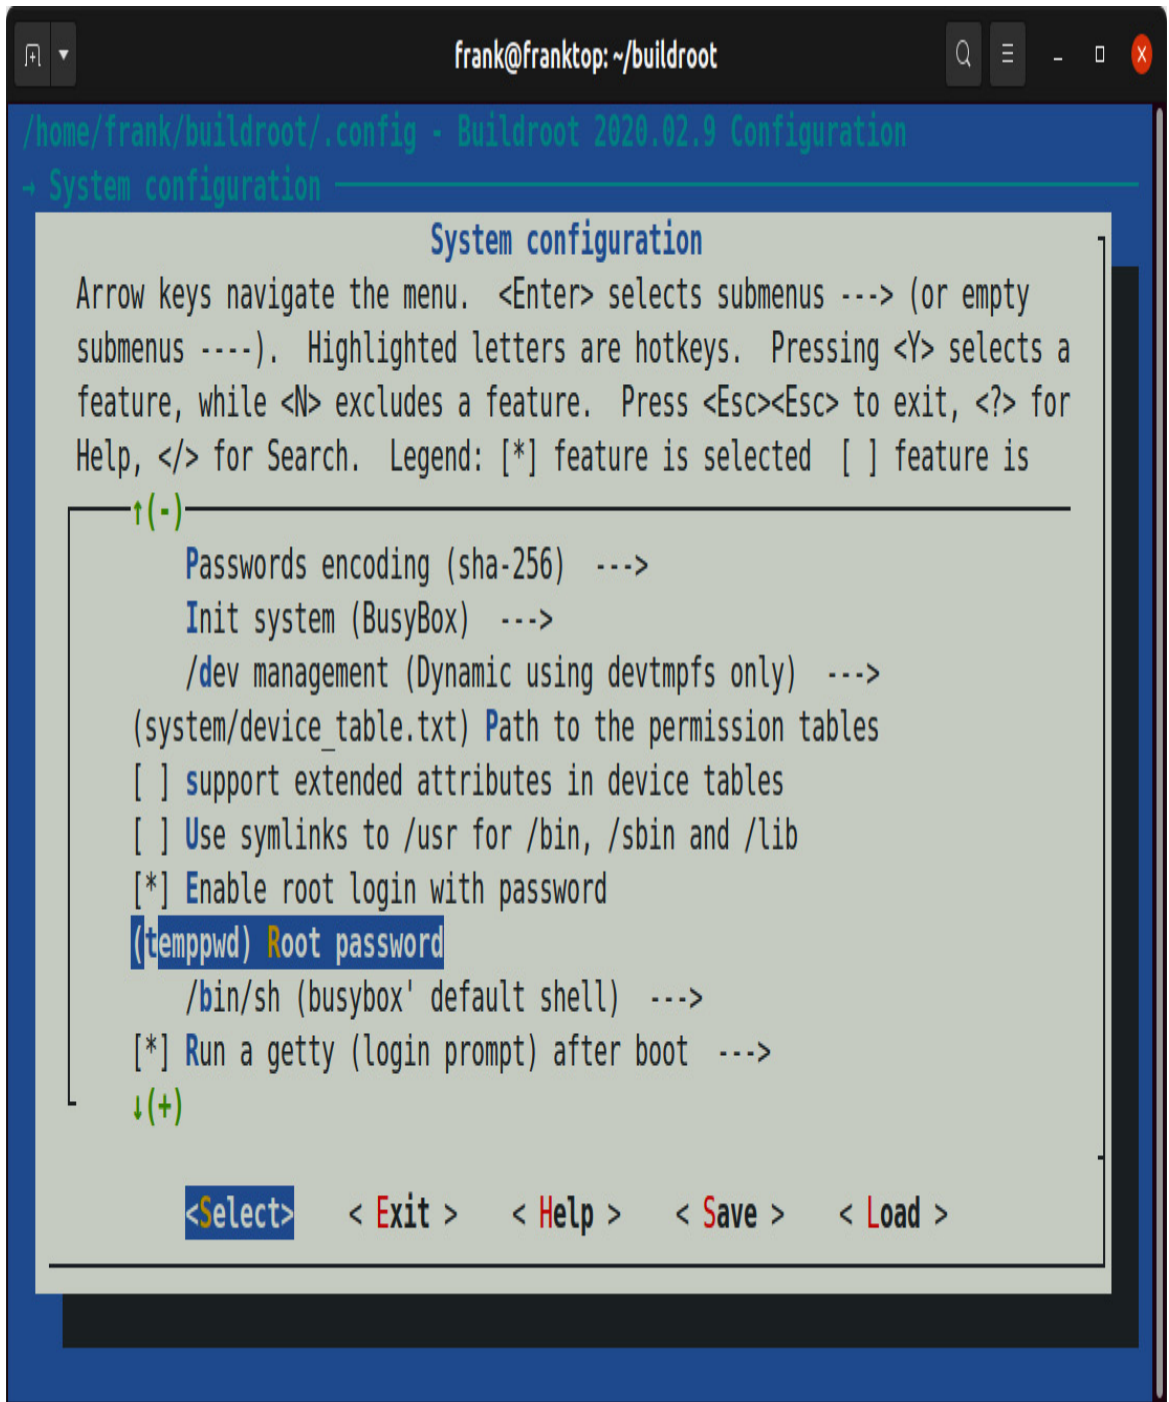 frank@franktop: ~/buildroot
/home/frank/buildroot/.config - Buildroot 2020.02.9 Configuration
→ System configuration
System configuration
Arrow keys navigate the menu.  <Enter> selects submenus ---> (or empty
submenus ----).  Highlighted letters are hotkeys.  Pressing <Y> selects a
feature, while <N> excludes a feature.  Press <Esc><Esc> to exit, <?> for
Help, </> for Search.  Legend: [*] feature is selected  [ ] feature is
↑(-)
Passwords encoding (sha-256)  --->
Init system (BusyBox)  --->
/dev management (Dynamic using devtmpfs only)  --->
(system/device_table.txt) Path to the permission tables
[ ] support extended attributes in device tables
[ ] Use symlinks to /usr for /bin, /sbin and /lib
[*] Enable root login with password
(temppwd) Root password
/bin/sh (busybox' default shell)  --->
[*] Run a getty (login prompt) after boot  --->
↓(+)
<Select>    < Exit >    < Help >    < Save >    < Load >